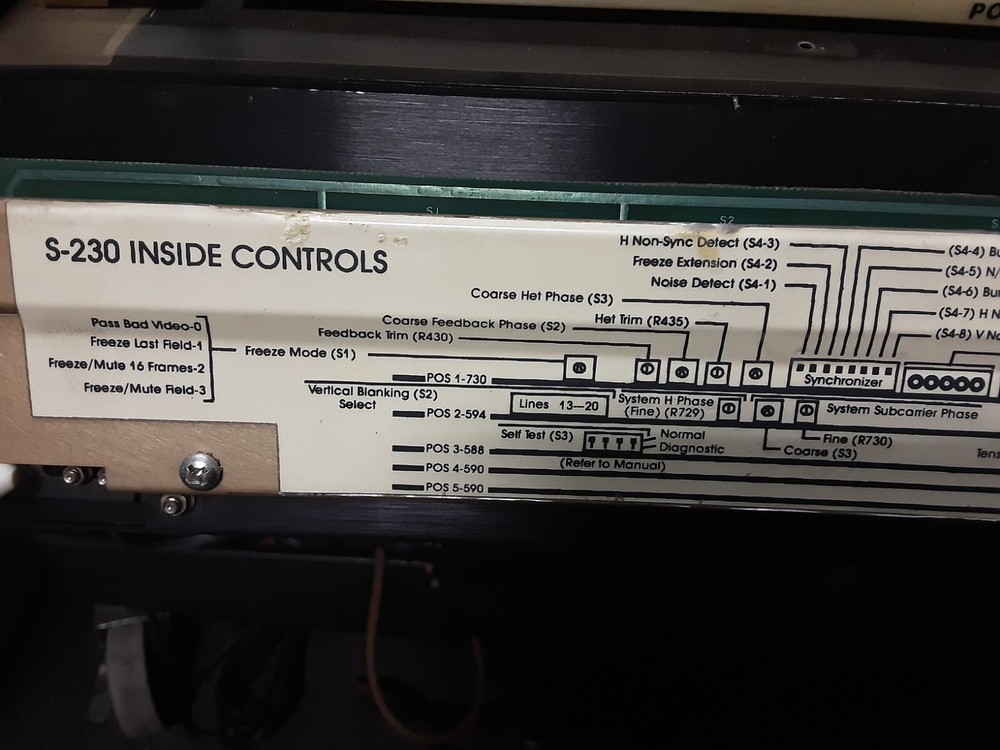 PO
S1
S2
S-230 INSIDE CONTROLS
H Non-Sync Detect (S4-3)
Freeze Extension (S4-2)
Noise Detect (S4-1)
(S4-4) Bu
(S4-5) N/
(S4-6) Bur
(S4-7) H N
(S4-8) V No
Coarse Het Phase (S3)
Coarse Feedback Phase (S2)
Het Trim (R435)
Feedback Trim (R430)
Pass Bad Video-0
Freeze Last Field-1
Freeze/Mute 16 Frames-2
Freeze/Mute Field-3
Freeze Mode (S1)
Synchronizer
POS 1-730
Vertical Blanking (S2)
Select
Lines 13—20
System H Phase
(Fine) (R729)
System Subcarrier Phase
POS 2-594
Self Test (S3)
Normal
Diagnostic
Fine (R730)
Coarse (S3)
Tens
POS 3-588
(Refer to Manual)
POS 4-590
POS 5-590